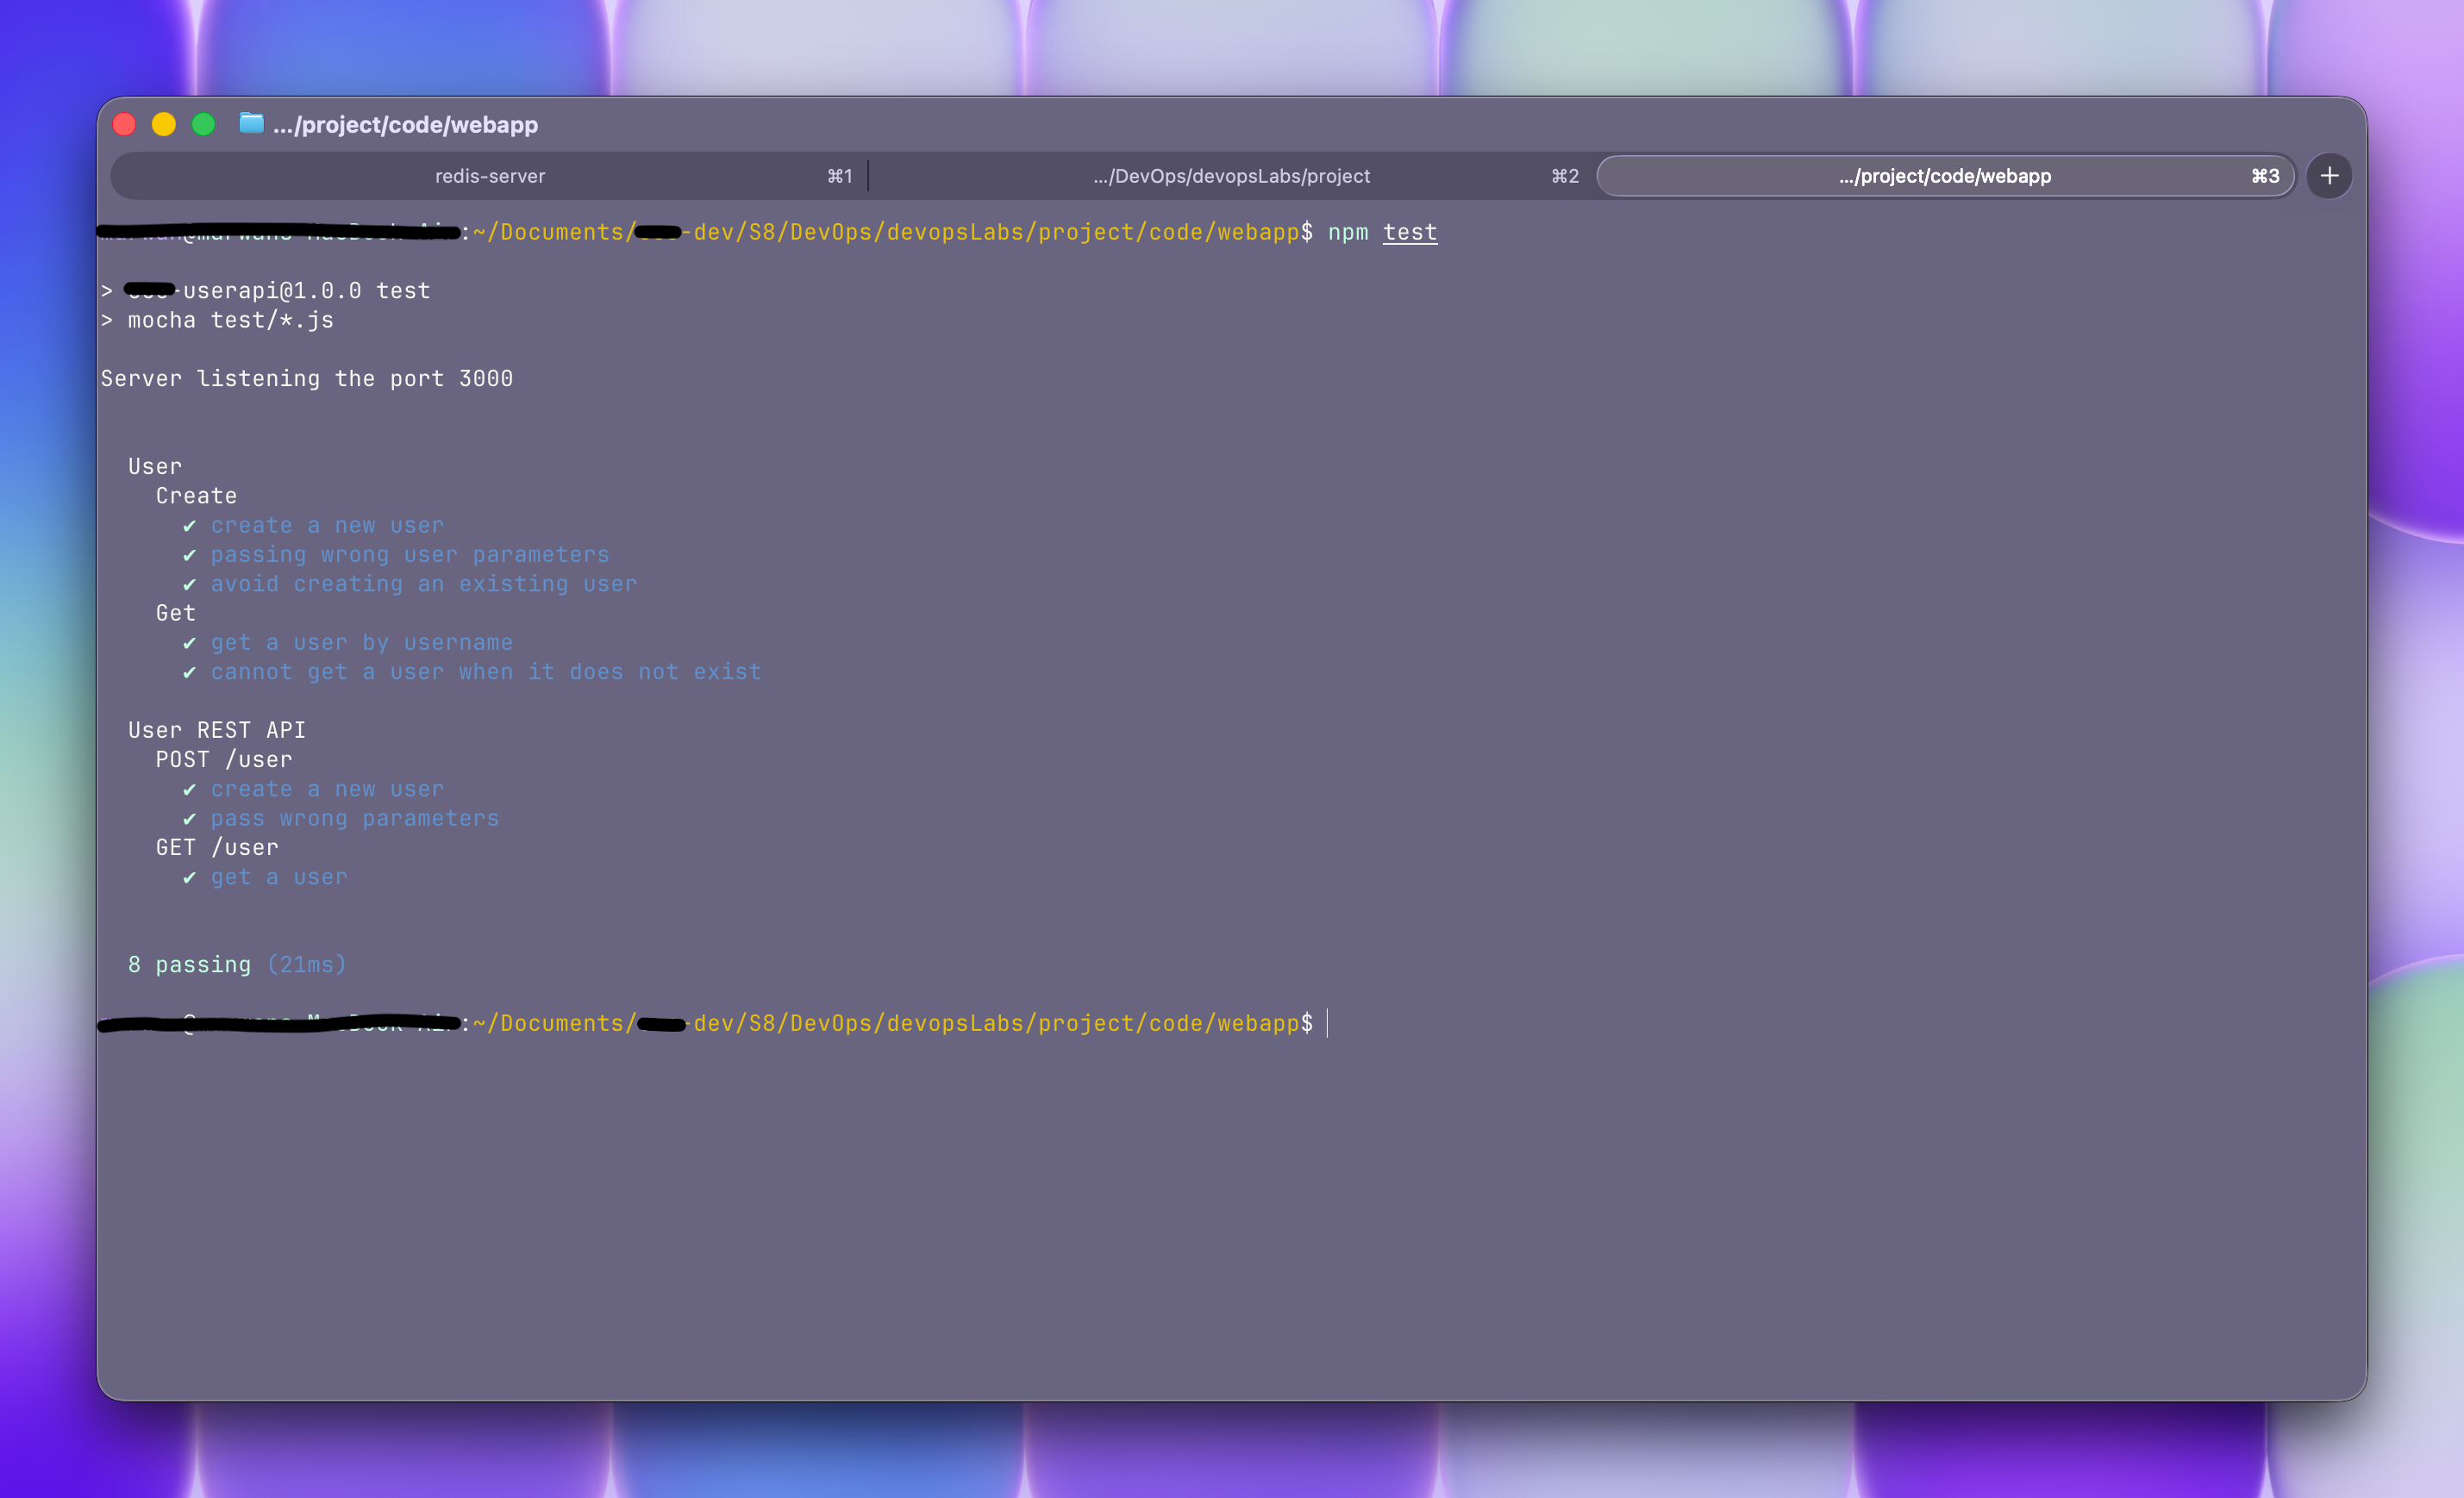 .../project/code/webapp
redis-server ⌘1 .../DevOps/devopsLabs/project ⌘2 .../project/code/webapp ⌘3 +
:~/Documents/ -dev/S8/DevOps/devopsLabs/project/code/webapp$ npm test
> -userapi@1.0.0 test
> mocha test/*.js
Server listening the port 3000
User
Create
✔ create a new user
✔ passing wrong user parameters
✔ avoid creating an existing user
Get
✔ get a user by username
✔ cannot get a user when it does not exist
User REST API
POST /user
✔ create a new user
✔ pass wrong parameters
GET /user
✔ get a user
8 passing (21ms)
:~/Documents/ -dev/S8/DevOps/devopsLabs/project/code/webapp$